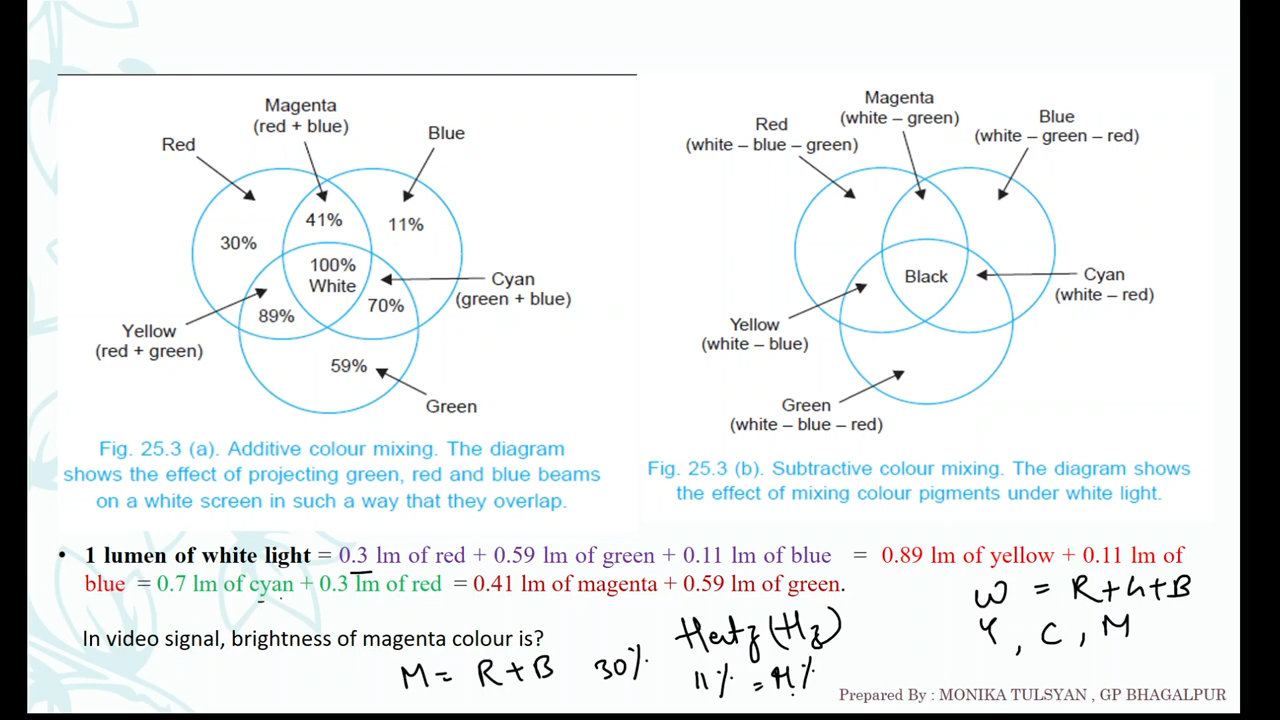 Magenta
(red + blue)
Red
Blue
41%
11%
30%
100%
White
Cyan
(green + blue)
70%
89%
Yellow
(red + green)
59%
Green
Fig. 25.3 (a). Additive colour mixing. The diagram
shows the effect of projecting green, red and blue beams
on a white screen in such a way that they overlap.
Magenta
(white – green)
Red
(white – blue – green)
Blue
(white – green – red)
Black
Cyan
(white – red)
Yellow
(white – blue)
Green
(white – blue – red)
Fig. 25.3 (b). Subtractive colour mixing. The diagram shows
the effect of mixing colour pigments under white light.
• 1 lumen of white light = 0.3 lm of red + 0.59 lm of green + 0.11 lm of blue = 0.89 lm of yellow + 0.11 lm of
blue = 0.7 lm of cyan + 0.3 lm of red = 0.41 lm of magenta + 0.59 lm of green.
W = R+G+B
Y, C, M
In video signal, brightness of magenta colour is?
Hertz (Hz)
M = R+B 30% 11% = 41%
Prepared By : MONIKA TULSYAN , GP BHAGALPUR